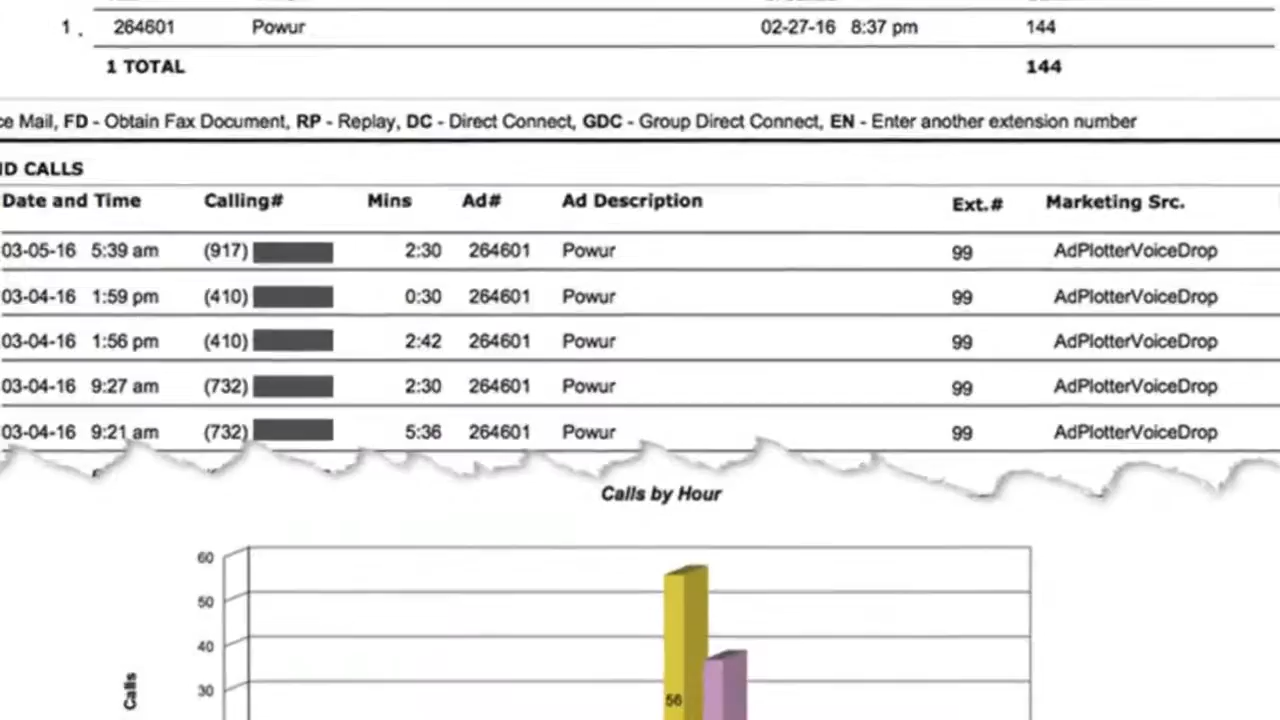 1. 264601 Powur 02-27-16 8:37 pm 144
1 TOTAL 144
ce Mail, FD - Obtain Fax Document, RP - Replay, DC - Direct Connect, GDC - Group Direct Connect, EN - Enter another extension number
ND CALLS
Date and Time Calling# Mins Ad# Ad Description Ext.# Marketing Src.
03-05-16 5:39 am (917) 2:30 264601 Powur 99 AdPlotterVoiceDrop
03-04-16 1:59 pm (410) 0:30 264601 Powur 99 AdPlotterVoiceDrop
03-04-16 1:56 pm (410) 2:42 264601 Powur 99 AdPlotterVoiceDrop
03-04-16 9:27 am (732) 2:30 264601 Powur 99 AdPlotterVoiceDrop
03-04-16 9:21 am (732) 5:36 264601 Powur 99 AdPlotterVoiceDrop
Calls by Hour
60
50
40
30
56
Calls